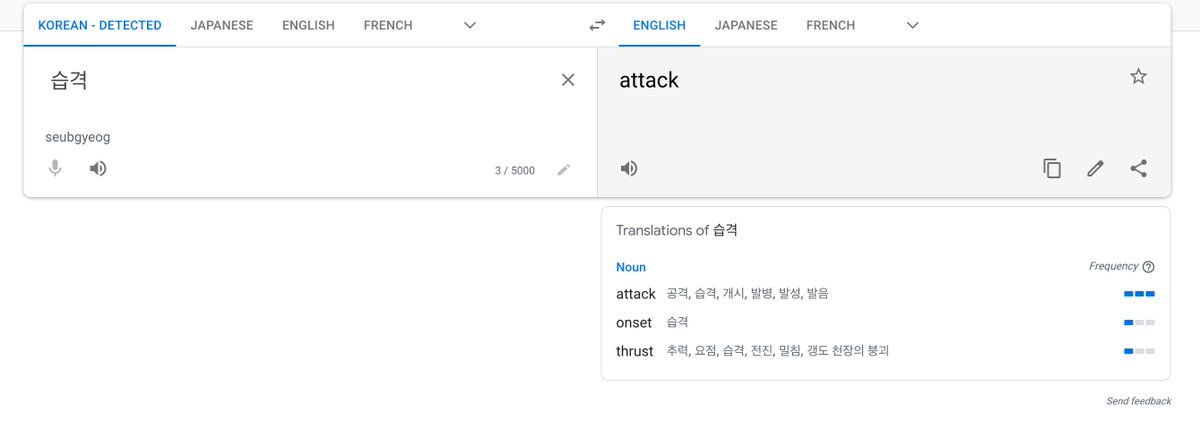 KOREAN - DETECTED JAPANESE ENGLISH FRENCH
ENGLISH JAPANESE FRENCH
습격
attack
seubgyeog
3 / 5000
Translations of 습격
Noun Frequency
attack 공격, 습격, 개시, 발병, 발성, 발음
onset 습격
thrust 추력, 요점, 습격, 전진, 밀침, 갱도 천장의 붕괴
Send feedback